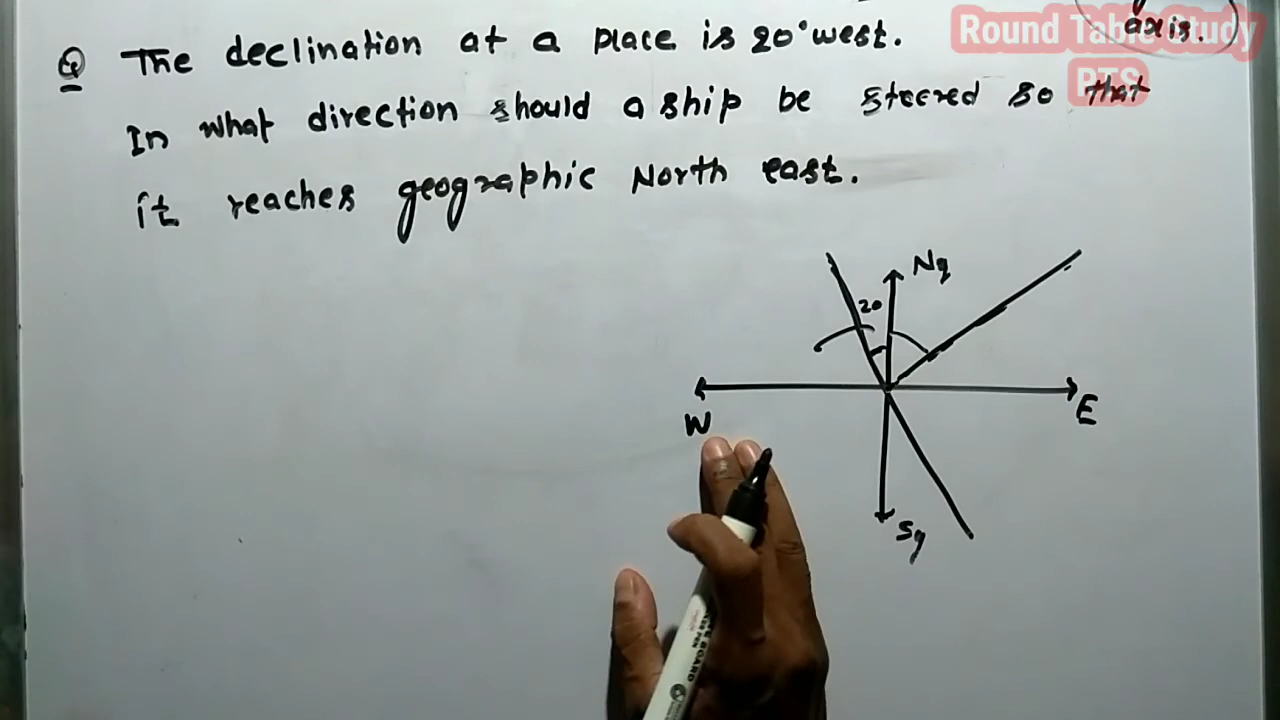 axis.
Round Table Study
PTS
Q The declination at a place is 20° west.
In what direction should a ship be steered so that
it reaches geographic North east.
Ng
20
W
E
Sg